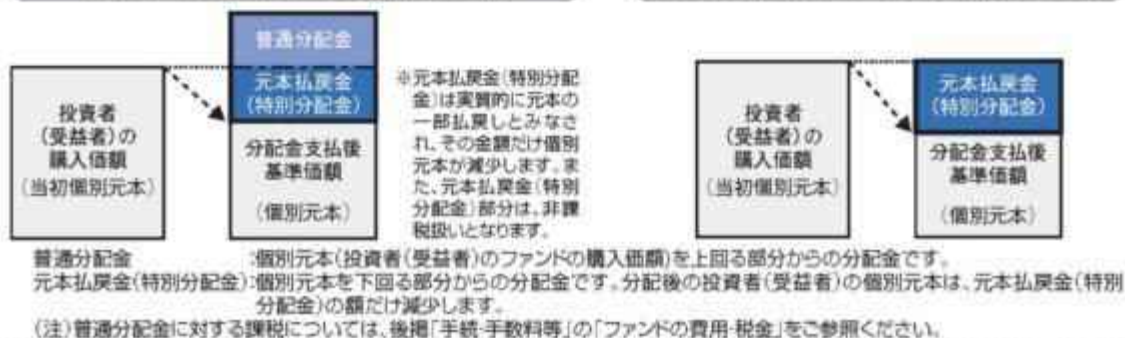 普通分配金
元本払戻金
(特別分配金)
投資者
(受益者)の
購入価額
(当初個別元本)
分配金支払後
基準価額
(個別元本)
※元本払戻金(特別分配
金)は実質的に元本の
一部払戻しとみなさ
れ、その金額だけ個別
元本が減少します。ま
た、元本払戻金(特別
分配金)部分は、非課
税扱いとなります。
投資者
(受益者)の
購入価額
(当初個別元本)
元本払戻金
(特別分配金)
分配金支払後
基準価額
(個別元本)
普通分配金 :個別元本(投資者(受益者)のファンドの購入価額)を上回る部分からの分配金です。
元本払戻金(特別分配金):個別元本を下回る部分からの分配金です。分配後の投資者(受益者)の個別元本は、元本払戻金(特別
分配金)の額だけ減少します。
(注)普通分配金に対する課税については、後掲「手続・手数料等」の「ファンドの費用・税金」をご参照ください。